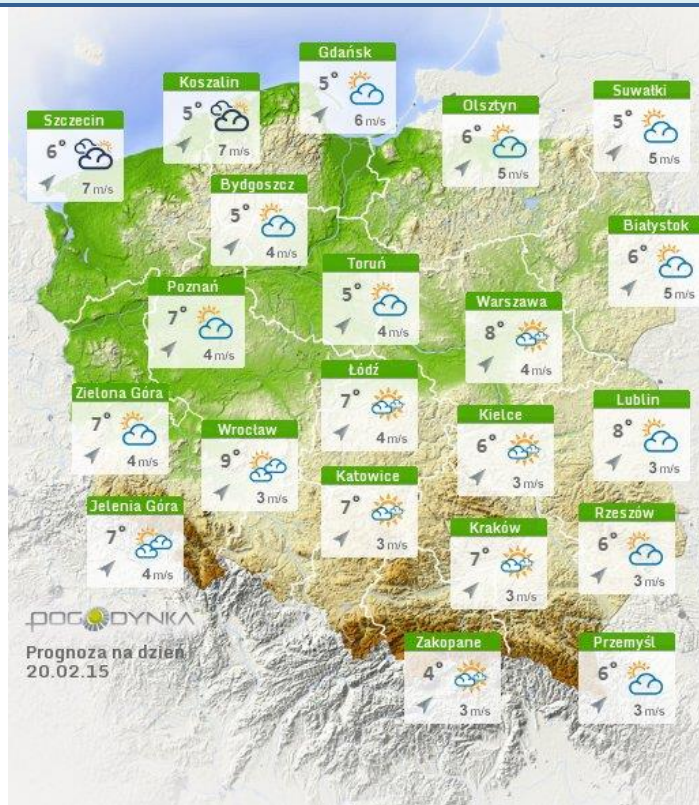 Gdańsk
5°
6 m/s
Koszalin
5°
7 m/s
Suwałki
5°
5 m/s
Olsztyn
6°
5 m/s
Szczecin
6°
7 m/s
Bydgoszcz
5°
4 m/s
Białystok
6°
5 m/s
Toruń
5°
4 m/s
Poznań
7°
4 m/s
Warszawa
8°
4 m/s
Łódź
7°
4 m/s
Zielona Góra
7°
4 m/s
Lublin
8°
3 m/s
Kielce
6°
3 m/s
Wrocław
9°
3 m/s
Katowice
7°
3 m/s
Jelenia Góra
7°
4 m/s
Rzeszów
6°
3 m/s
Kraków
7°
3 m/s
POGODYNKA
Prognoza na dzień
20.02.15
Zakopane
4°
3 m/s
Przemyśl
6°
3 m/s